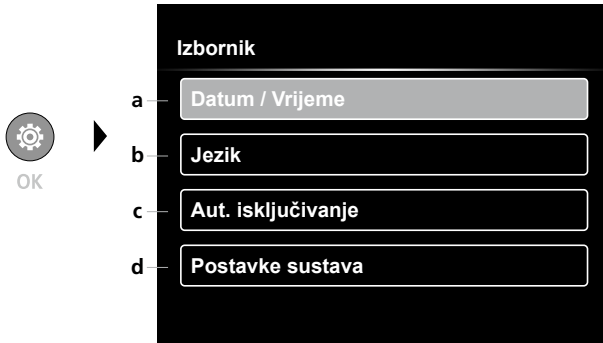 Izbornik
a Datum / Vrijeme
b Jezik
OK
c Aut. isključivanje
d Postavke sustava